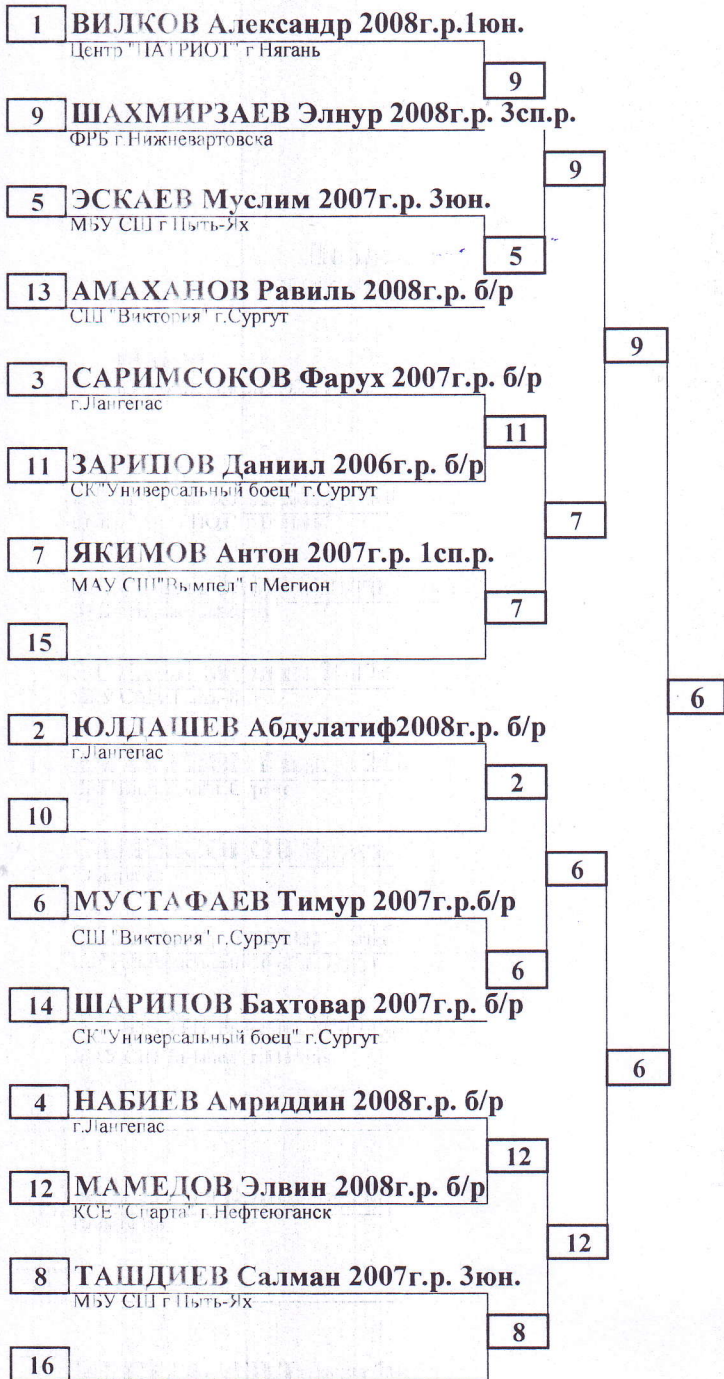 1 ВИЛКОВ Александр 2008г.р.1юн.
Центр "ПАТРИОТ" г Нягань
9
9 ШАХМИРЗАЕВ Элнур 2008г.р. 3сп.р.
ФРБ г.Нижневартовска
9
5 ЭСКАЕВ Муслим 2007г.р. 3юн.
МБУ СШ г Пыть-Ях
5
13 АМАХАНОВ Равиль 2008г.р. б/р
СШ "Виктория" г.Сургут
9
3 САРИМСОКОВ Фарух 2007г.р. б/р
г.Лангепас
11
11 ЗАРИПОВ Даниил 2006г.р. б/р
СК"Универсальный боец" г.Сургут
7
7 ЯКИМОВ Антон 2007г.р. 1сп.р.
МАУ СШ"Вымпел" г Мегион
7
15
6
2 ЮЛДАШЕВ Абдулатиф2008г.р. б/р
г.Лангепас
2
10
6
6 МУСТАФАЕВ Тимур 2007г.р.б/р
СШ "Виктория" г.Сургут
6
14 ШАРИПОВ Бахтовар 2007г.р. б/р
СК"Универсальный боец" г.Сургут
6
4 НАБИЕВ Амриддин 2008г.р. б/р
г.Лангепас
12
12 МАМЕДОВ Элвин 2008г.р. б/р
КСЕ "Спарта" г.Нефтеюганск
12
8 ТАШДИЕВ Салман 2007г.р. 3юн.
МБУ СШ г Пыть-Ях
8
16